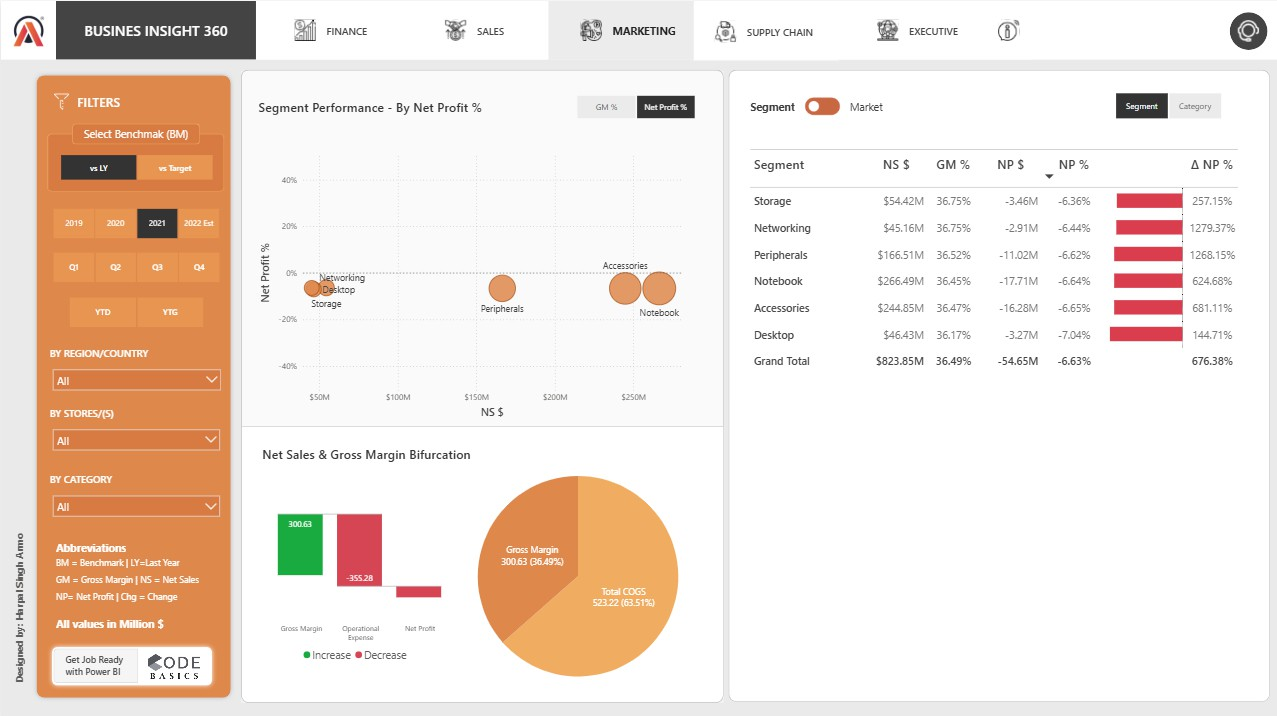 BUSINES INSIGHT 360
FINANCE
SALES
MARKETING
SUPPLY CHAIN
EXECUTIVE
FILTERS
Select Benchmak (BM)
vs LY
vs Target
2019
2020
2021
2022 Est
Q1
Q2
Q3
Q4
YTD
YTG
BY REGION/COUNTRY
All
BY STORES/(S)
All
BY CATEGORY
All
Abbreviations
BM = Benchmark | LY=Last Year
GM = Gross Margin | NS = Net Sales
NP= Net Profit | Chg = Change
All values in Million $
Get Job Ready
with Power BI
CODE
BASICS
Designed by: Harpal Singh Anmo
Segment Performance - By Net Profit %
GM %
Net Profit %
Net Profit %
40%
20%
0%
-20%
-40%
Networking
Desktop
Storage
Peripherals
Accessories
Notebook
$50M
$100M
$150M
$200M
$250M
NS $
Net Sales & Gross Margin Bifurcation
300.63
-355.28
Gross Margin
Operational
Expense
Net Profit
Increase
Decrease
Gross Margin
300.63 (36.49%)
Total COGS
523.22 (63.51%)
Segment
Market
Segment
Category
Segment NS $ GM % NP $ NP % Δ NP %
Storage $54.42M 36.75% -3.46M -6.36% 257.15%
Networking $45.16M 36.75% -2.91M -6.44% 1279.37%
Peripherals $166.51M 36.52% -11.02M -6.62% 1268.15%
Notebook $266.49M 36.45% -17.71M -6.64% 624.68%
Accessories $244.85M 36.47% -16.28M -6.65% 681.11%
Desktop $46.43M 36.17% -3.27M -7.04% 144.71%
Grand Total $823.85M 36.49% -54.65M -6.63% 676.38%